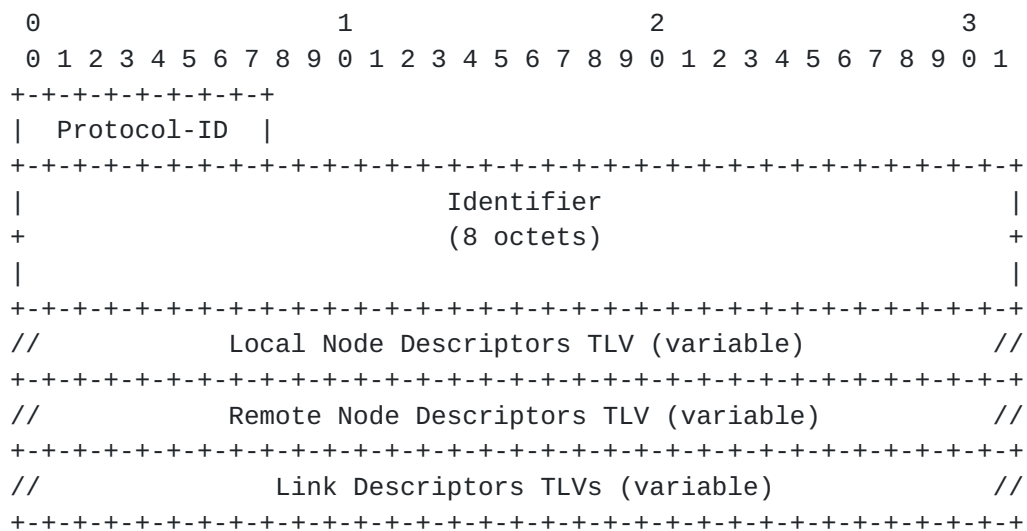 0                   1                   2                   3
 0 1 2 3 4 5 6 7 8 9 0 1 2 3 4 5 6 7 8 9 0 1 2 3 4 5 6 7 8 9 0 1
+-+-+-+-+-+-+-+-+
|  Protocol-ID  |
+-+-+-+-+-+-+-+-+-+-+-+-+-+-+-+-+-+-+-+-+-+-+-+-+-+-+-+-+-+-+-+-+
|                           Identifier                          |
+                           (8 octets)                          +
|                                                               |
+-+-+-+-+-+-+-+-+-+-+-+-+-+-+-+-+-+-+-+-+-+-+-+-+-+-+-+-+-+-+-+-+
//            Local Node Descriptors TLV (variable)            //
+-+-+-+-+-+-+-+-+-+-+-+-+-+-+-+-+-+-+-+-+-+-+-+-+-+-+-+-+-+-+-+-+
//            Remote Node Descriptors TLV (variable)           //
+-+-+-+-+-+-+-+-+-+-+-+-+-+-+-+-+-+-+-+-+-+-+-+-+-+-+-+-+-+-+-+-+
//               Link Descriptors TLVs (variable)              //
+-+-+-+-+-+-+-+-+-+-+-+-+-+-+-+-+-+-+-+-+-+-+-+-+-+-+-+-+-+-+-+-+